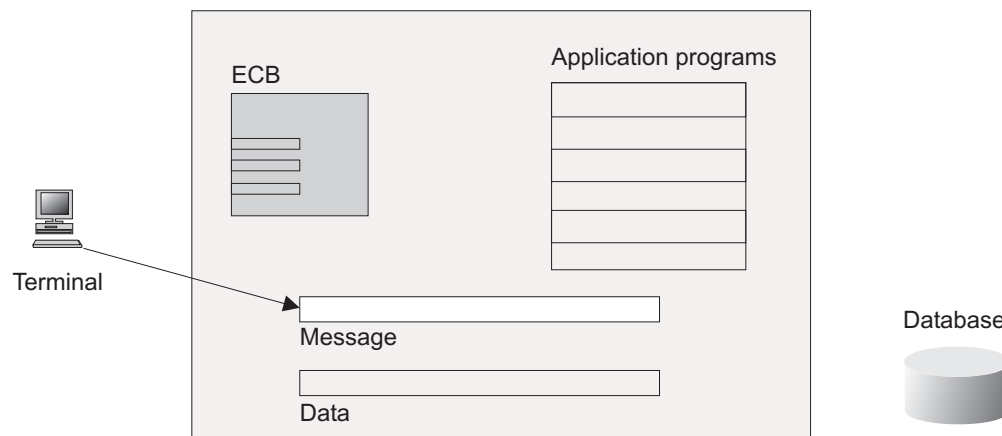 ECB
Application programs
Terminal
Message
Data
Database